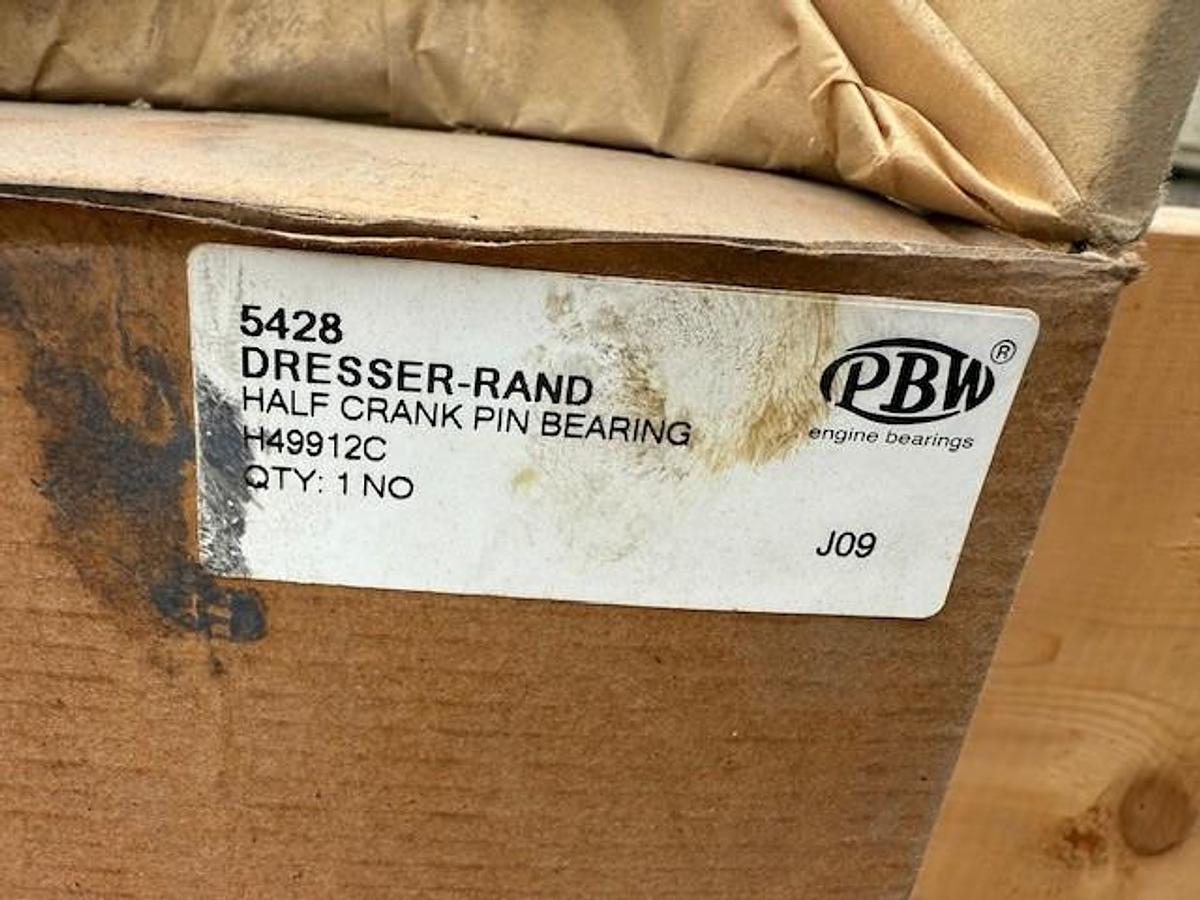 5428
DRESSER-RAND
HALF CRANK PIN BEARING
H49912C
QTY: 1 NO
PBW®
engine bearings
J09